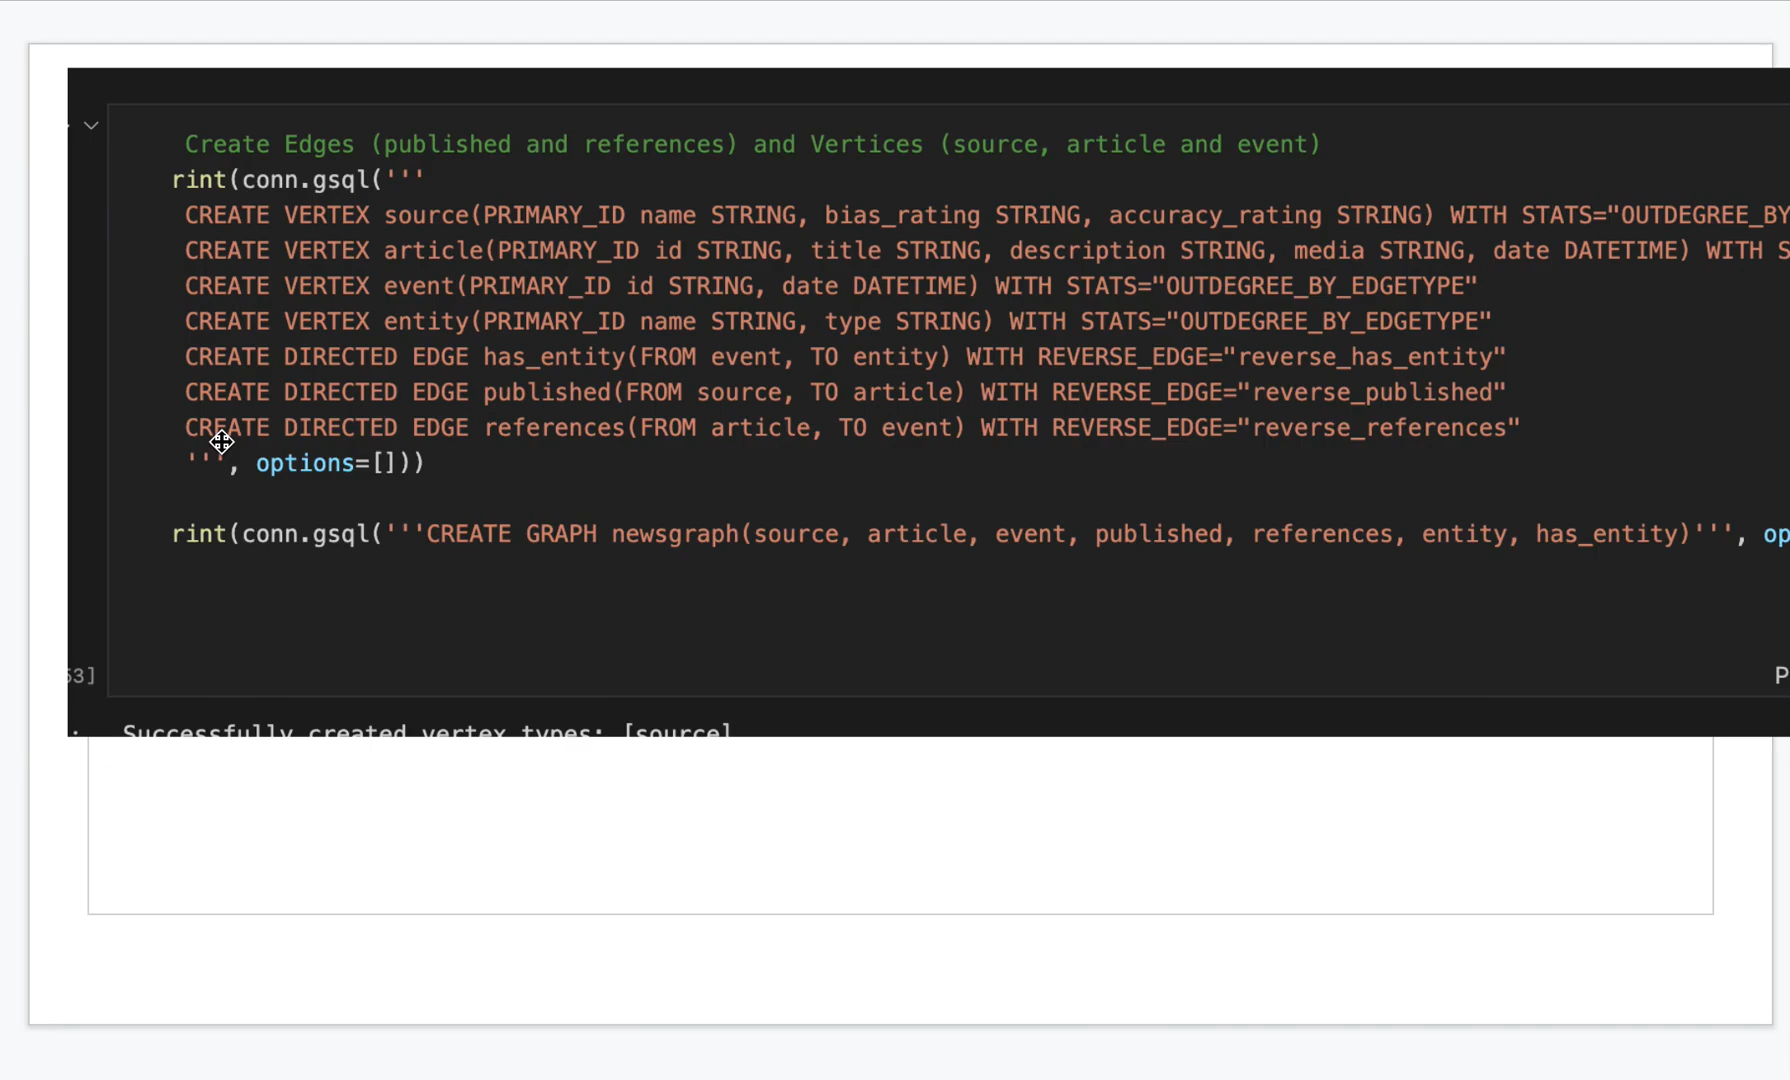 Create Edges (published and references) and Vertices (source, article and event)
rint(conn.gsql('''
CREATE VERTEX source(PRIMARY_ID name STRING, bias_rating STRING, accuracy_rating STRING) WITH STATS="OUTDEGREE_BY
CREATE VERTEX article(PRIMARY_ID id STRING, title STRING, description STRING, media STRING, date DATETIME) WITH S
CREATE VERTEX event(PRIMARY_ID id STRING, date DATETIME) WITH STATS="OUTDEGREE_BY_EDGETYPE"
CREATE VERTEX entity(PRIMARY_ID name STRING, type STRING) WITH STATS="OUTDEGREE_BY_EDGETYPE"
CREATE DIRECTED EDGE has_entity(FROM event, TO entity) WITH REVERSE_EDGE="reverse_has_entity"
CREATE DIRECTED EDGE published(FROM source, TO article) WITH REVERSE_EDGE="reverse_published"
CREATE DIRECTED EDGE references(FROM article, TO event) WITH REVERSE_EDGE="reverse_references"
''', options=[]))
rint(conn.gsql('''CREATE GRAPH newsgraph(source, article, event, published, references, entity, has_entity)''', op
53]
P
Successfully created vertex types: [source]